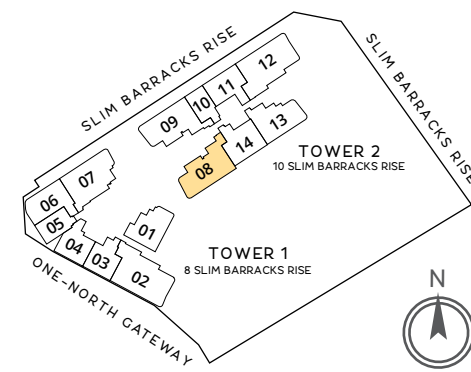 SLIM BARRACKS RISE
SLIM BARRACKS RISE
12
11
10
09
13
14
08
TOWER 2
10 SLIM BARRACKS RISE
07
06
05
04
03
02
01
TOWER 1
8 SLIM BARRACKS RISE
ONE-NORTH GATEWAY
N